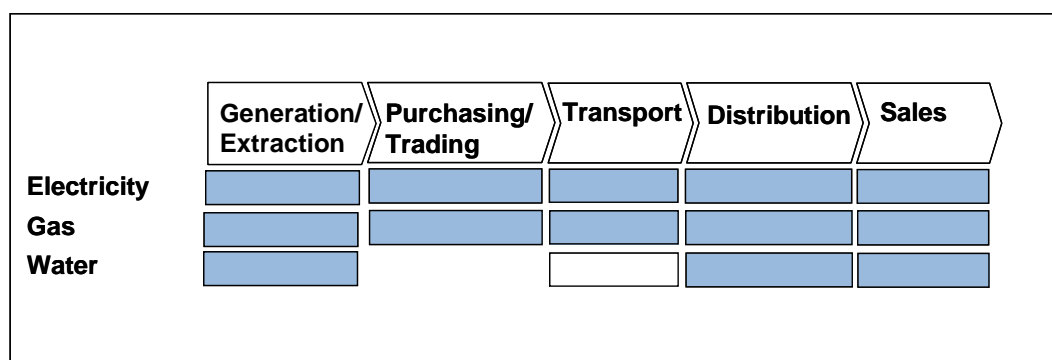 Generation/
Extraction
Purchasing/
Trading
Transport
Distribution
Sales
Electricity
Gas
Water